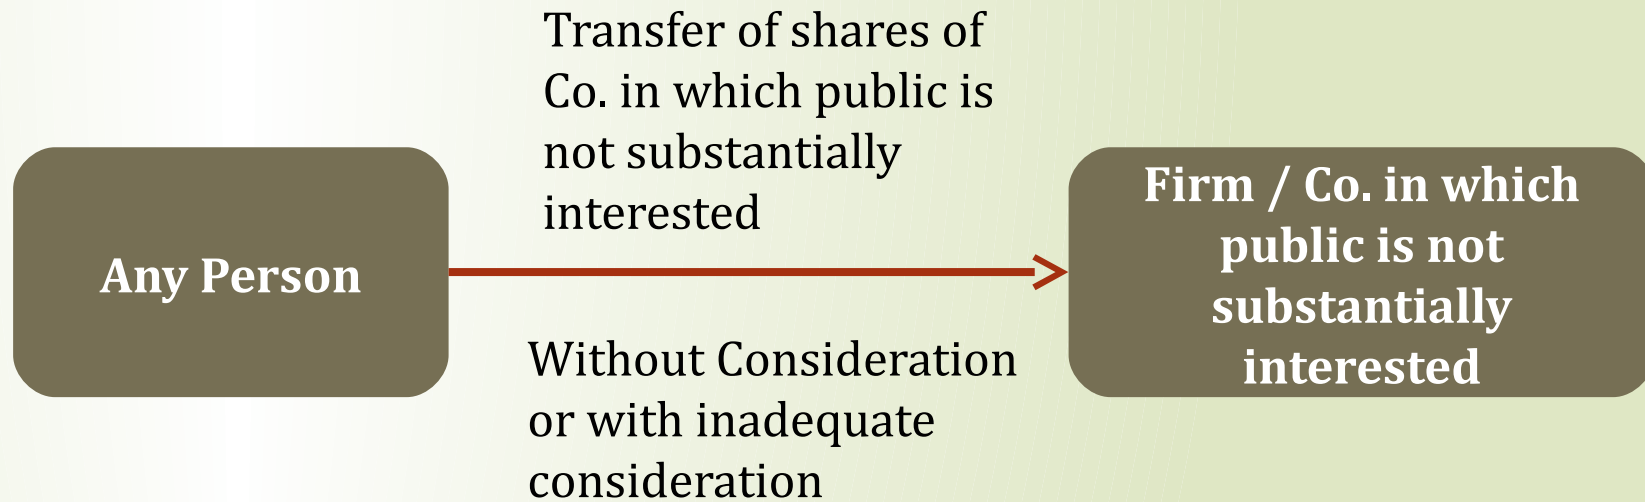 Transfer of shares of
Co. in which public is
not substantially
interested
Any Person
Firm / Co. in which
public is not
substantially
interested
Without Consideration
or with inadequate
consideration